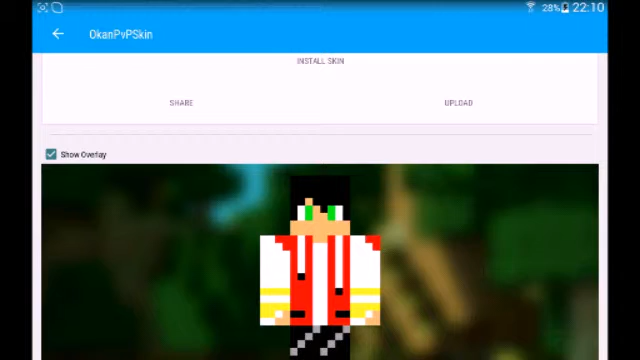 28% 22:10
OkanPvPSkin
INSTALL SKIN
SHARE UPLOAD
Show Overlay